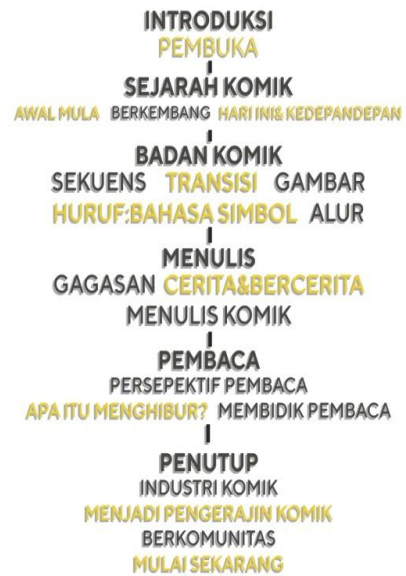 INTRODUKSI
PEMBUKA
SEJARAH KOMIK
AWAL MULA BERKEMBANG HARI INI& KEDEPANDEPAN
BADAN KOMIK
SEKUENS TRANSISI GAMBAR
HURUF:BAHASA SIMBOL ALUR
MENULIS
GAGASAN CERITA&BERCERITA
MENULIS KOMIK
PEMBACA
PERSEPEKTIF PEMBACA
APA ITU MENGHIBUR? MEMBIDIK PEMBACA
PENUTUP
INDUSTRI KOMIK
MENJADI PENGERAJIN KOMIK
BERKOMUNITAS
MULAI SEKARANG